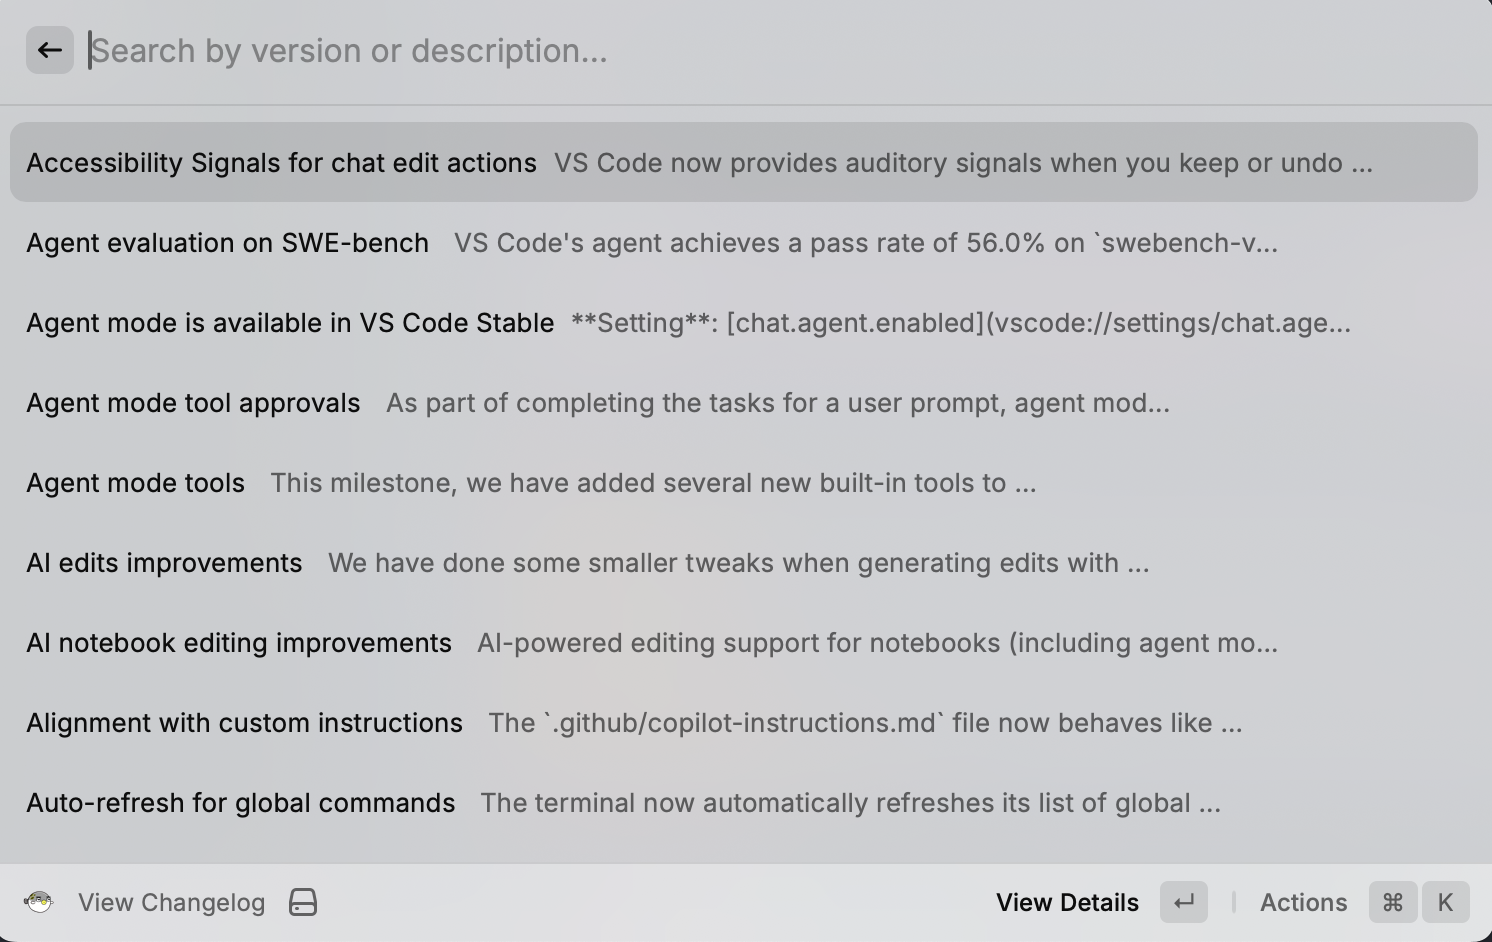 Search by version or description...
Accessibility Signals for chat edit actions VS Code now provides auditory signals when you keep or undo ...
Agent evaluation on SWE-bench VS Code's agent achieves a pass rate of 56.0% on `swebench-v...
Agent mode is available in VS Code Stable **Setting**: [chat.agent.enabled](vscode://settings/chat.age...
Agent mode tool approvals As part of completing the tasks for a user prompt, agent mod...
Agent mode tools This milestone, we have added several new built-in tools to ...
AI edits improvements We have done some smaller tweaks when generating edits with ...
AI notebook editing improvements AI-powered editing support for notebooks (including agent mo...
Alignment with custom instructions The `.github/copilot-instructions.md` file now behaves like ...
Auto-refresh for global commands The terminal now automatically refreshes its list of global ...
View Changelog View Details ↵ Actions ⌘ K